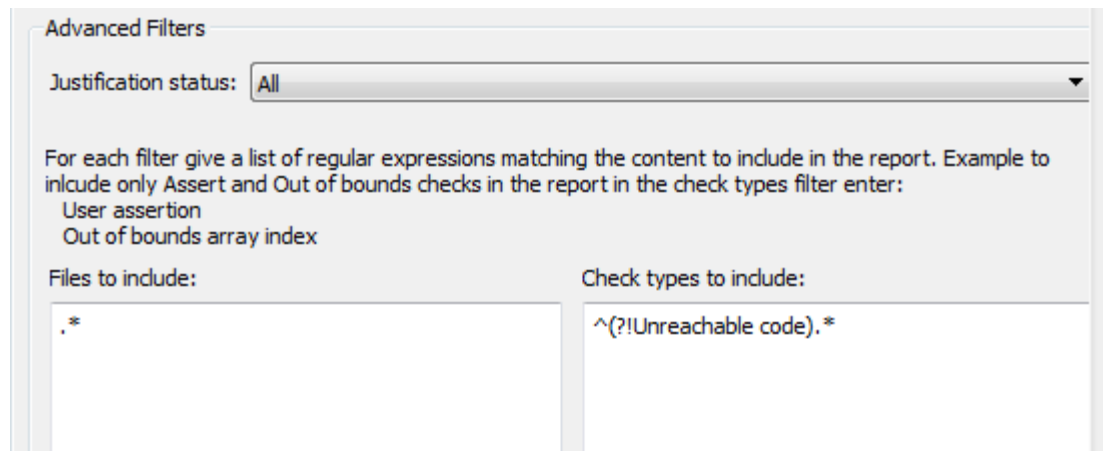 Advanced Filters
Justification status: All
For each filter give a list of regular expressions matching the content to include in the report. Example to
inlcude only Assert and Out of bounds checks in the report in the check types filter enter:
User assertion
Out of bounds array index
Files to include: Check types to include:
.* ^(?!Unreachable code).*